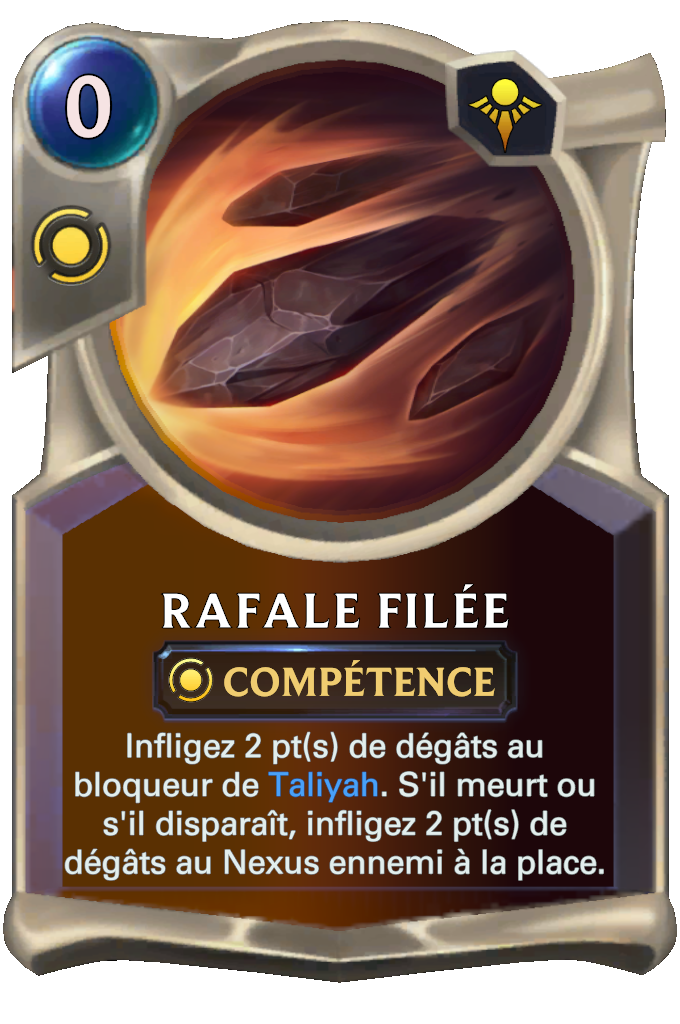 0
RAFALE FILÉE
COMPÉTENCE
Infligez 2 pt(s) de dégâts au
bloqueur de Taliyah. S'il meurt ou
s'il disparaît, infligez 2 pt(s) de
dégâts au Nexus ennemi à la place.